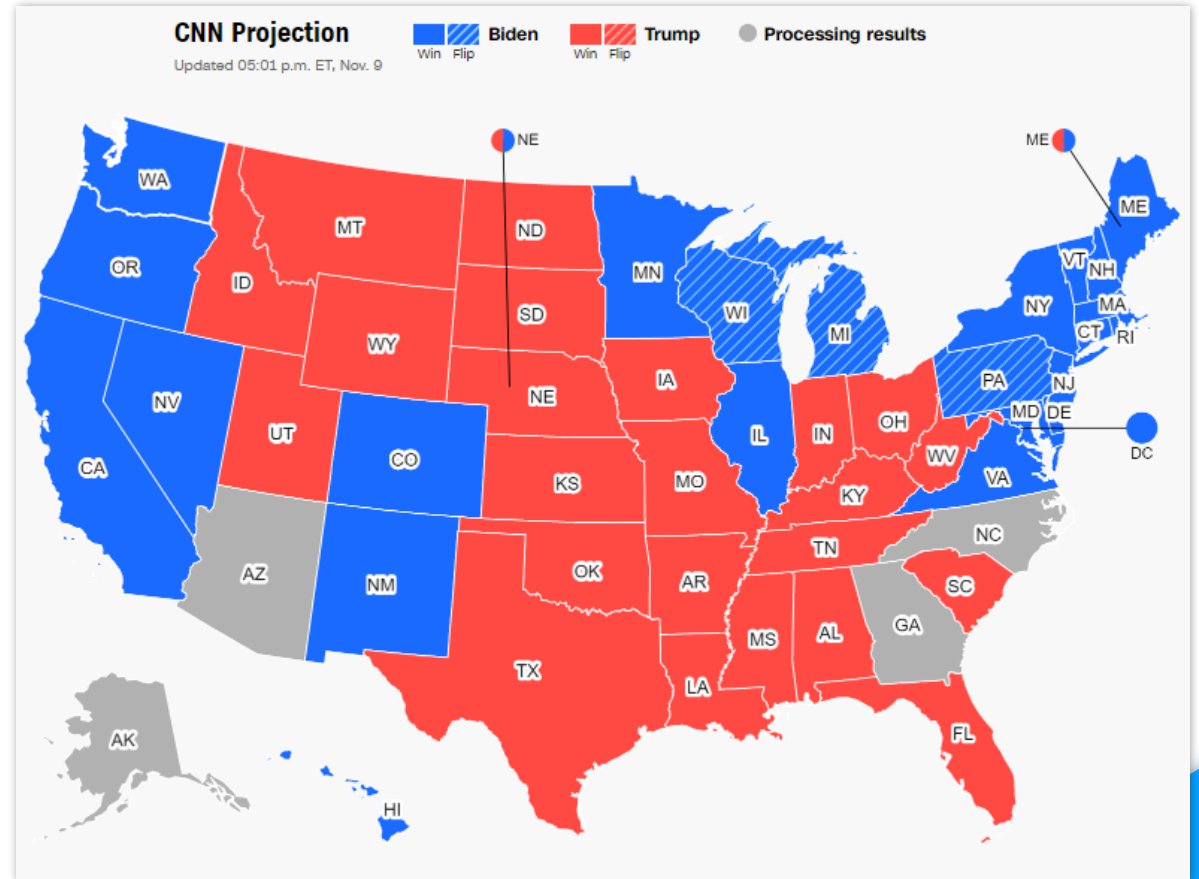 CNN Projection
Updated 05:01 p.m. ET, Nov. 9
Biden
Win Flip
Trump
Win Flip
Processing results
NE
ME
WA
MT
ND
ME
OR
ID
MN
VT
NH
SD
WI
NY
MA
MI
CT
RI
WY
IA
PA
NJ
NE
NV
MD
DE
OH
UT
IL
IN
CO
DC
WV
CA
KS
MO
VA
KY
NC
TN
AZ
OK
NM
AR
SC
GA
MS
AL
TX
LA
FL
AK
HI